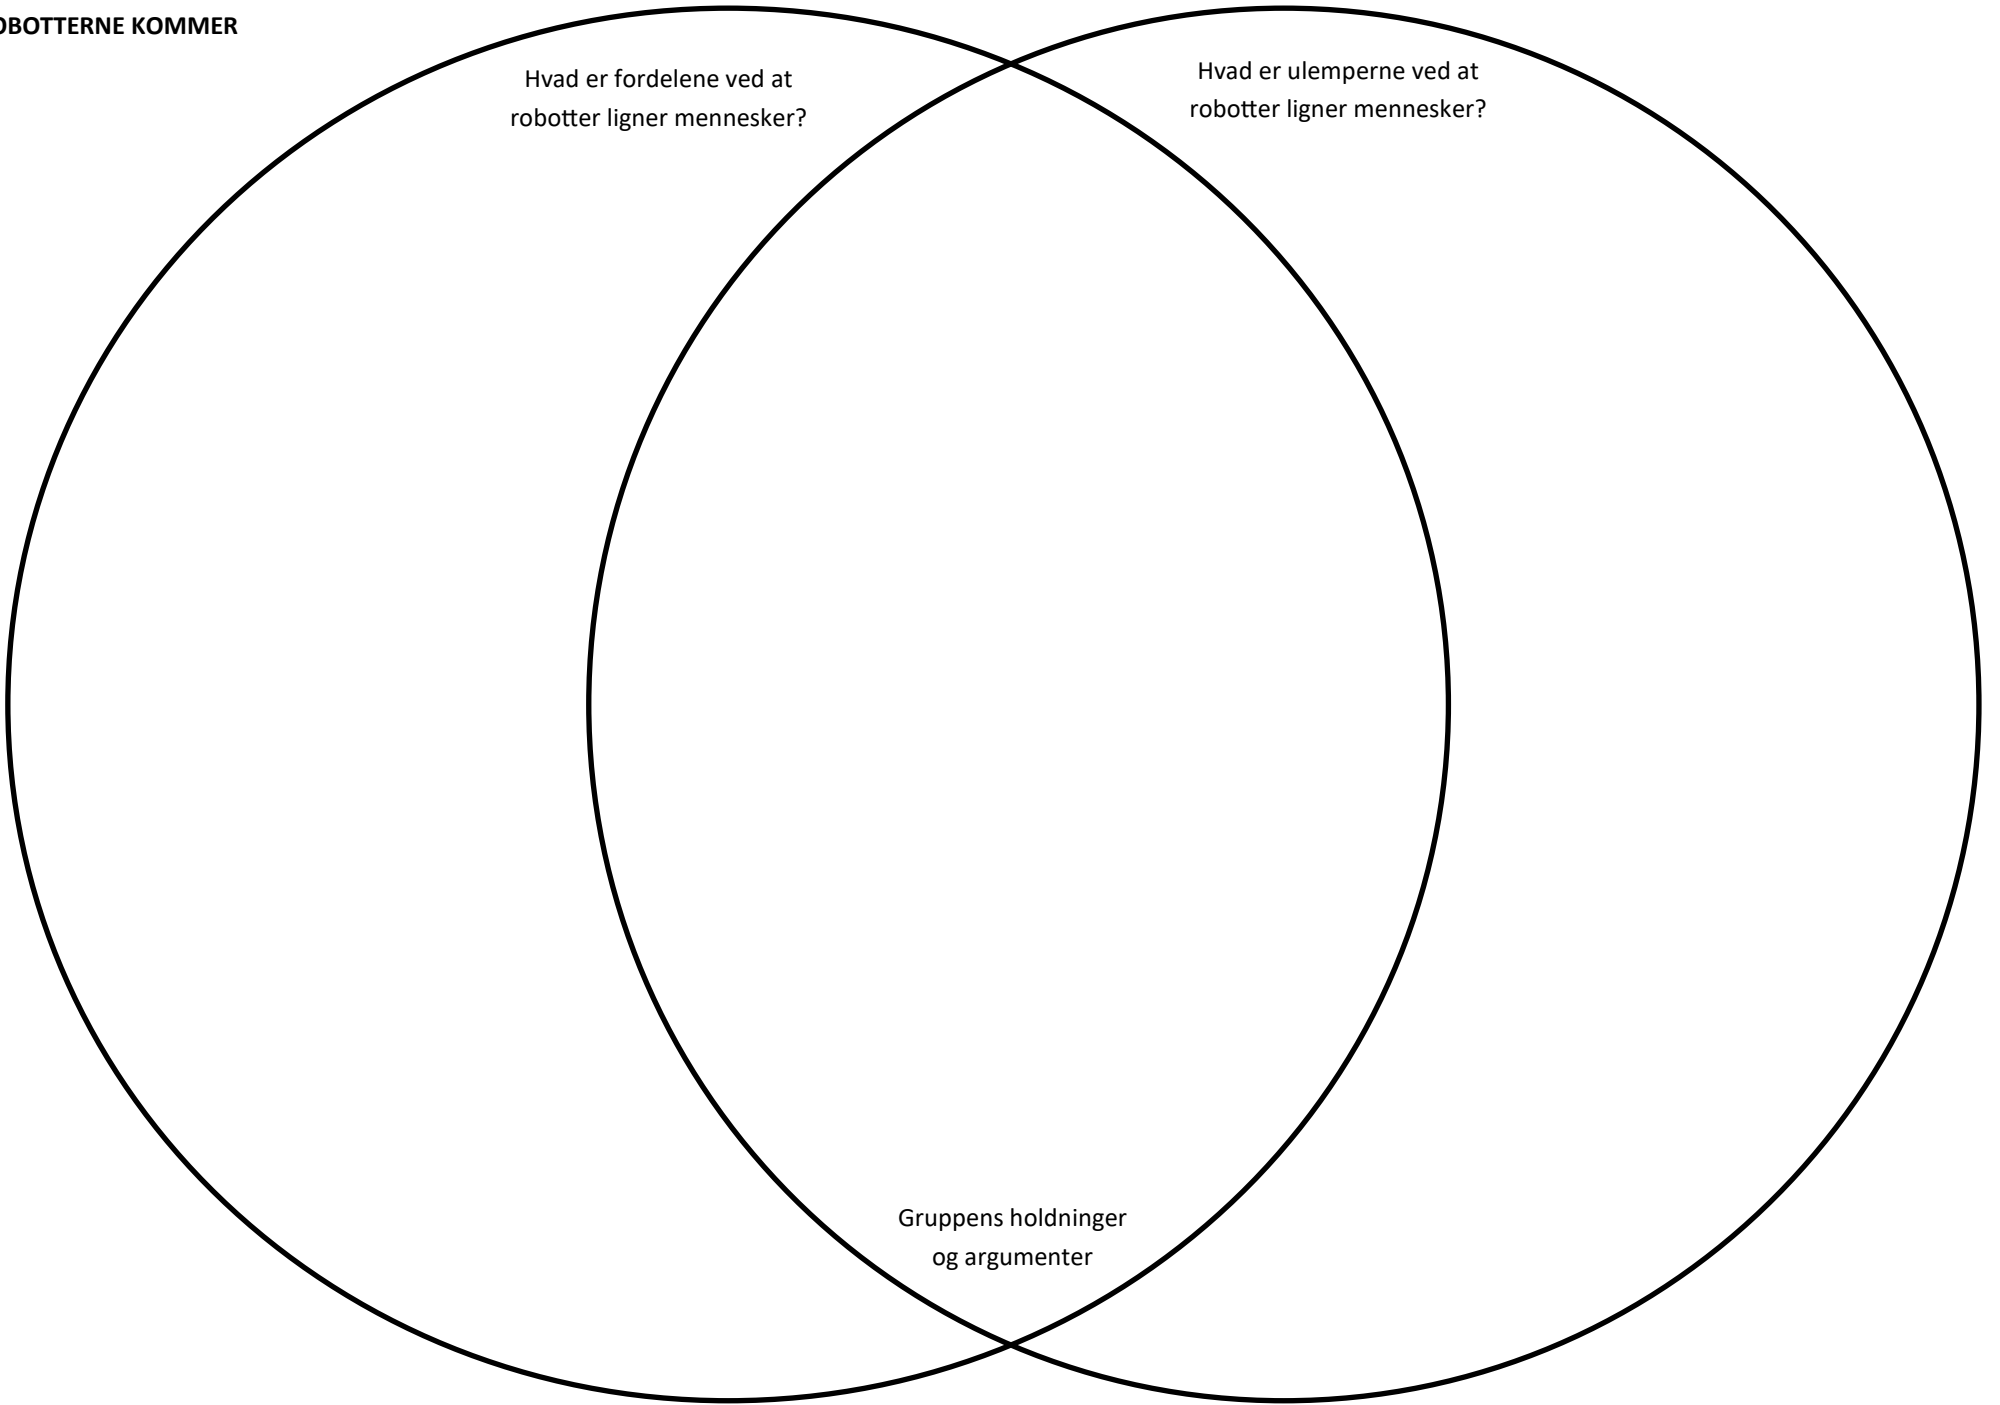 OBOTTERNE KOMMER
Hvad er fordelene ved at
robotter ligner mennesker?
Hvad er ulemperne ved at
robotter ligner mennesker?
Gruppens holdninger
og argumenter